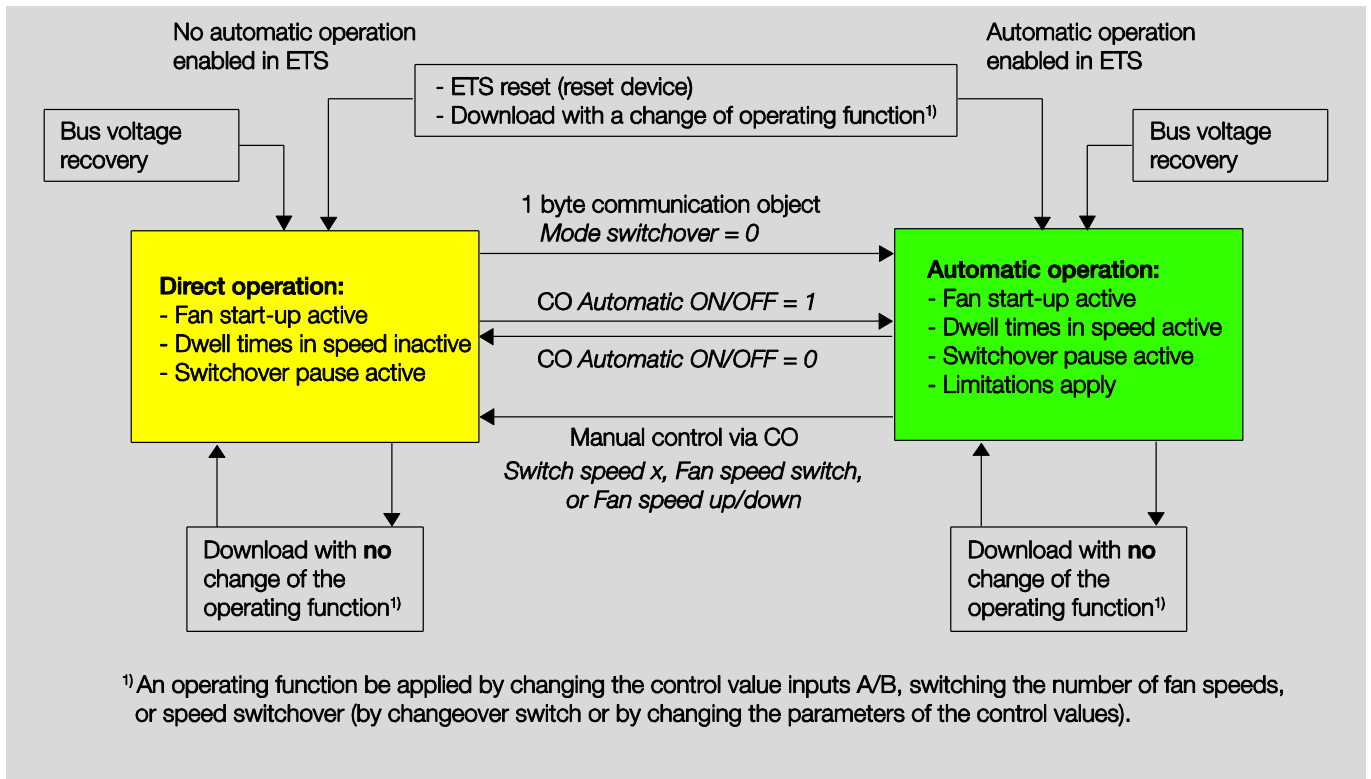 No automatic operation
enabled in ETS
Automatic operation
enabled in ETS
- ETS reset (reset device)
- Download with a change of operating function¹⁾
Bus voltage
recovery
Bus voltage
recovery
1 byte communication object
Mode switchover = 0
Direct operation:
- Fan start-up active
- Dwell times in speed inactive
- Switchover pause active
CO Automatic ON/OFF = 1
CO Automatic ON/OFF = 0
Automatic operation:
- Fan start-up active
- Dwell times in speed active
- Switchover pause active
- Limitations apply
Manual control via CO
Switch speed x, Fan speed switch,
or Fan speed up/down
Download with no
change of the
operating function¹⁾
Download with no
change of the
operating function¹⁾
¹⁾ An operating function be applied by changing the control value inputs A/B, switching the number of fan speeds,
or speed switchover (by changeover switch or by changing the parameters of the control values).